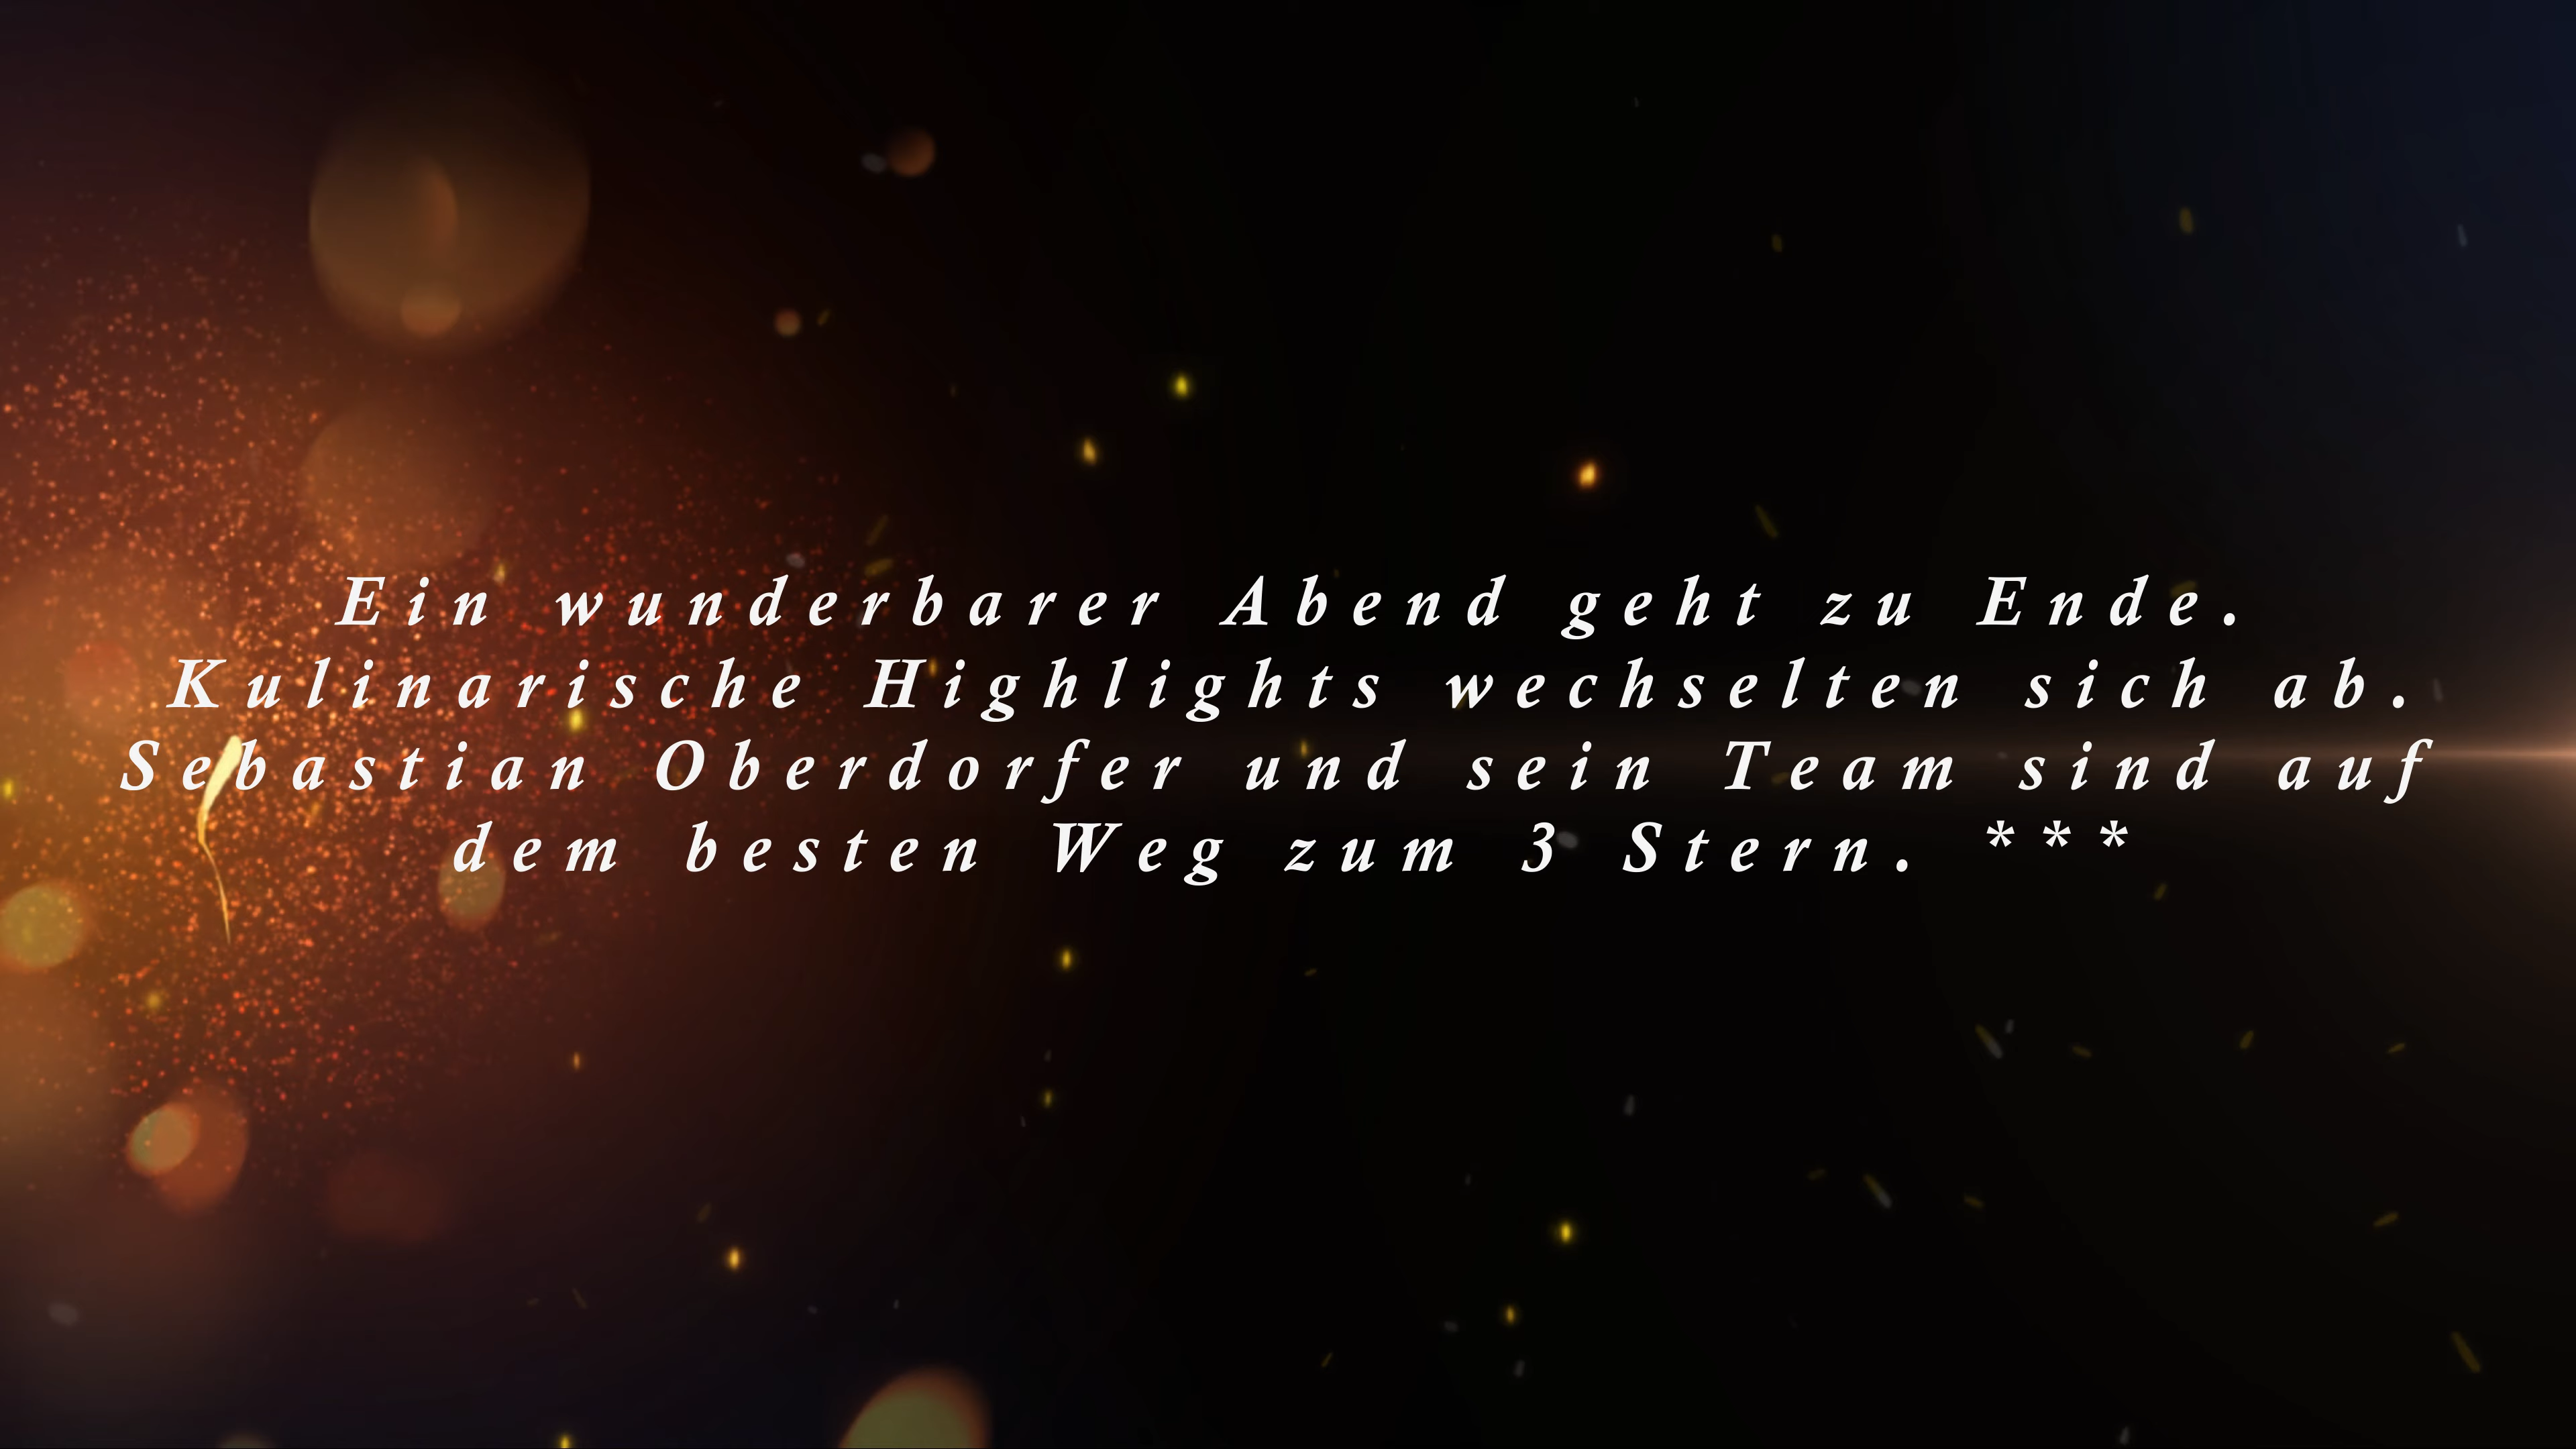 Ein wunderbarer Abend geht zu Ende.
Kulinarische Highlights wechselten sich ab.
Sebastian Oberdorfer und sein Team sind auf
dem besten Weg zum 3 Stern. ***